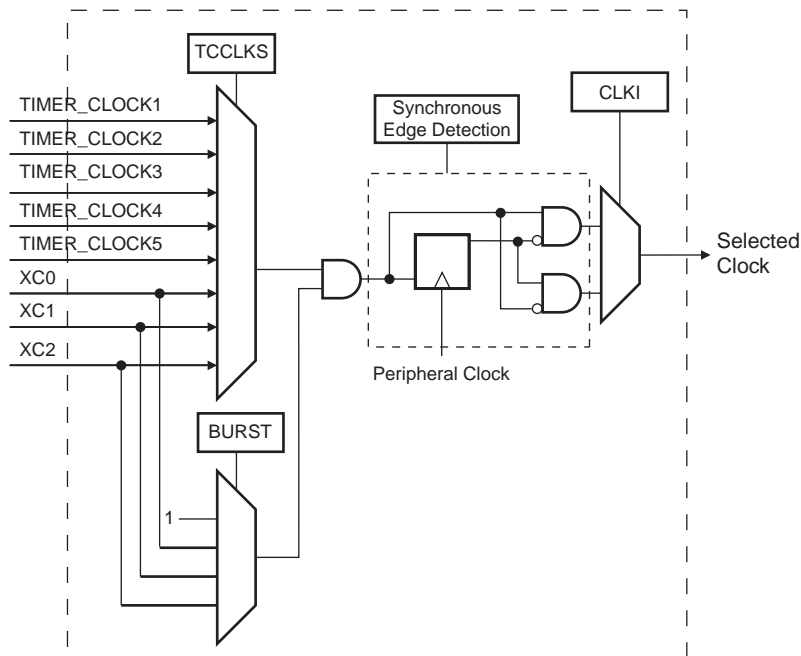 TCCLKS
TIMER_CLOCK1
TIMER_CLOCK2
TIMER_CLOCK3
TIMER_CLOCK4
TIMER_CLOCK5
XC0
XC1
XC2
Synchronous
Edge Detection
CLKI
Selected
Clock
Peripheral Clock
BURST
1